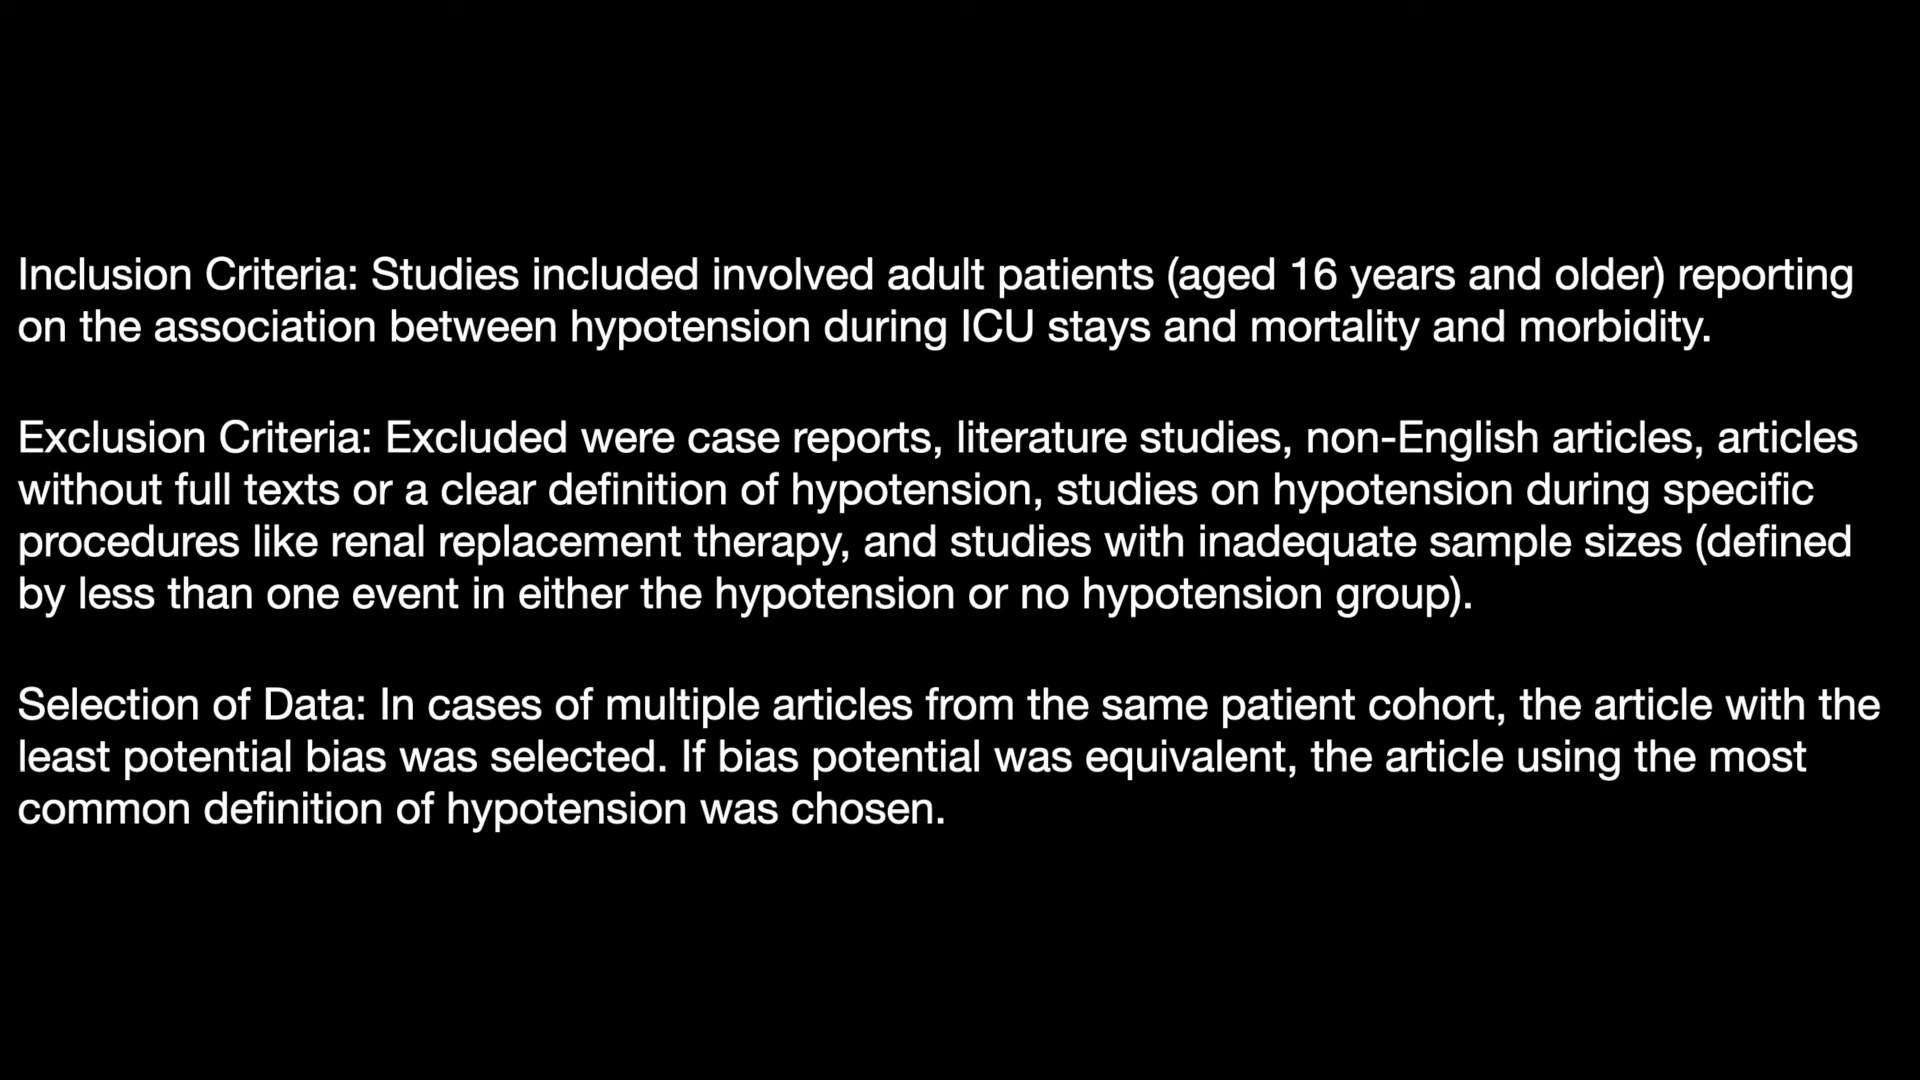 Inclusion Criteria: Studies included involved adult patients (aged 16 years and older) reporting
on the association between hypotension during ICU stays and mortality and morbidity.
Exclusion Criteria: Excluded were case reports, literature studies, non-English articles, articles
without full texts or a clear definition of hypotension, studies on hypotension during specific
procedures like renal replacement therapy, and studies with inadequate sample sizes (defined
by less than one event in either the hypotension or no hypotension group).
Selection of Data: In cases of multiple articles from the same patient cohort, the article with the
least potential bias was selected. If bias potential was equivalent, the article using the most
common definition of hypotension was chosen.